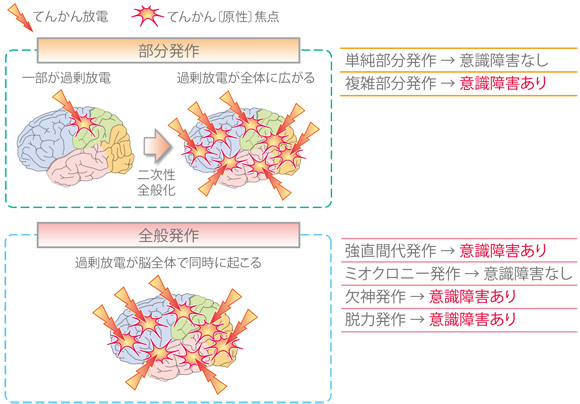 てんかん放電
てんかん〔原性〕焦点
部分発作
一部が過剰放電
過剰放電が全体に広がる
二次性
全般化
単純部分発作 → 意識障害なし
複雑部分発作 → 意識障害あり
全般発作
過剰放電が脳全体で同時に起こる
強直間代発作 → 意識障害あり
ミオクロニー発作 → 意識障害なし
欠神発作 → 意識障害あり
脱力発作 → 意識障害あり